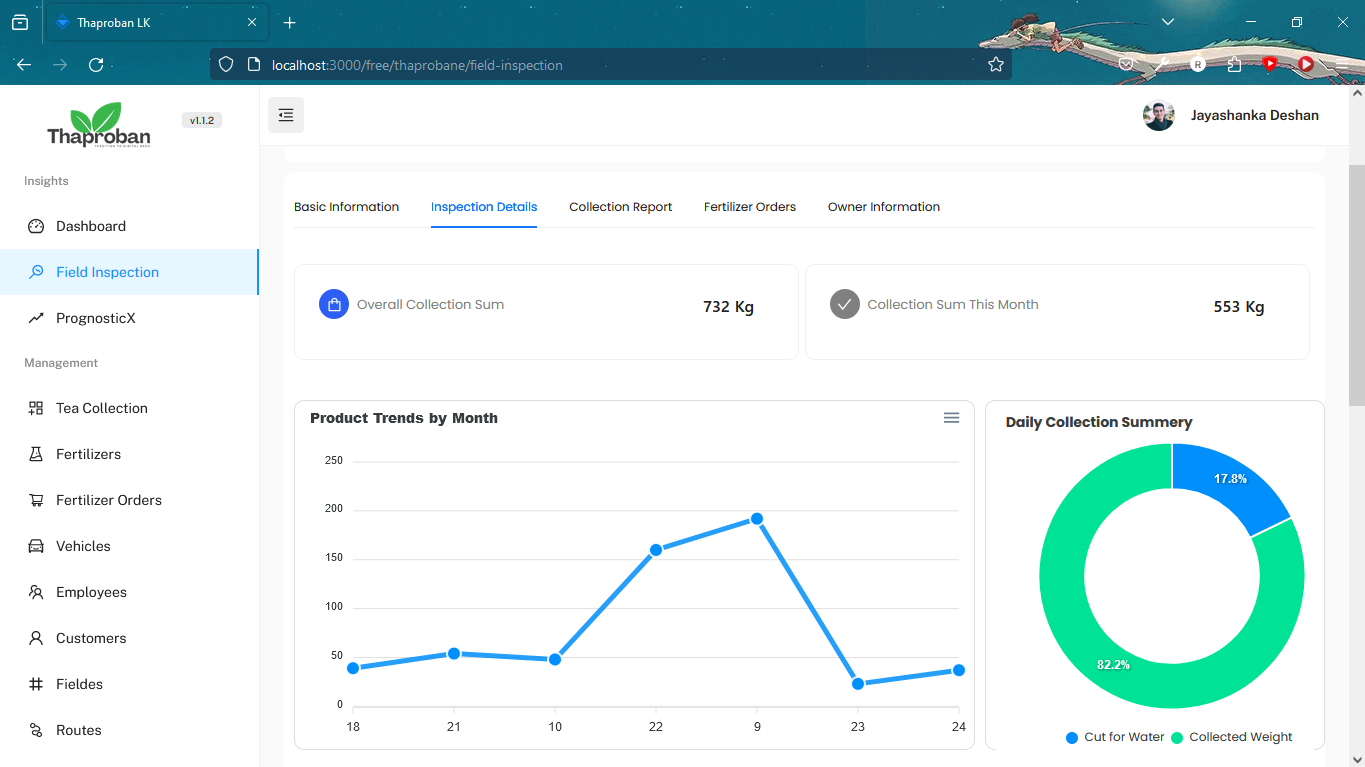 Thaproban LK
localhost:3000/free/thaprobane/field-inspection
R
Thaproban
v1.1.2
Jayashanka Deshan
Insights
Dashboard
Field Inspection
PrognosticX
Management
Tea Collection
Fertilizers
Fertilizer Orders
Vehicles
Employees
Customers
Fieldes
Routes
Basic Information
Inspection Details
Collection Report
Fertilizer Orders
Owner Information
Overall Collection Sum
732 Kg
Collection Sum This Month
553 Kg
Product Trends by Month
250
200
150
100
50
0
18
21
10
22
9
23
24
Daily Collection Summery
17.8%
82.2%
Cut for Water
Collected Weight